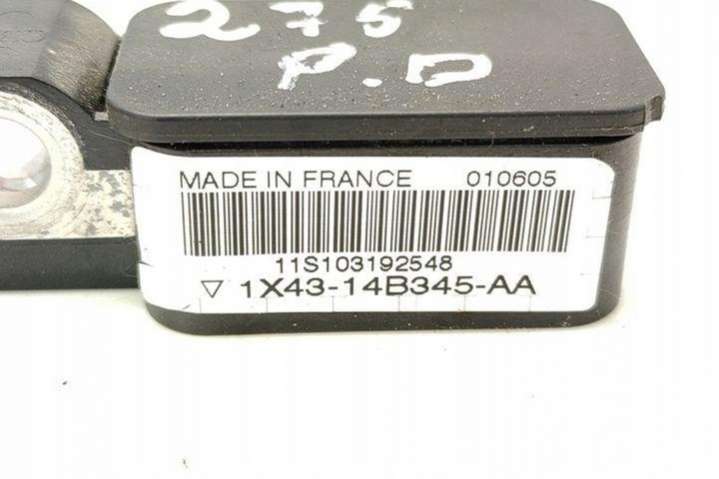 275
P.D
MADE IN FRANCE 010605
11S103192548
▽ 1X43-14B345-AA